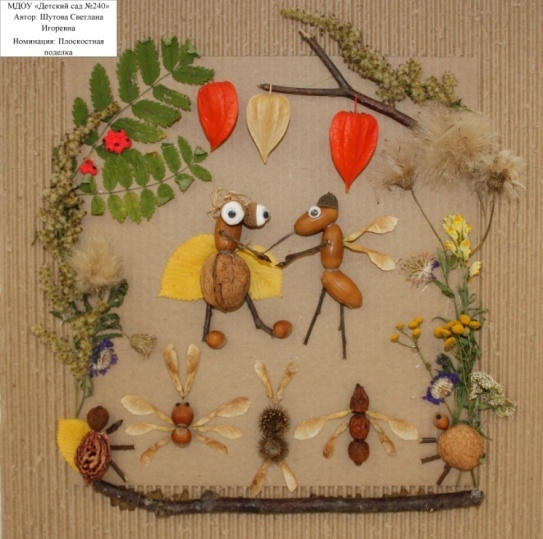 МДОУ «Детский сад №240»
Автор: Шутова Светлана
Игоревна
Номинация: Плоскостная
поделка